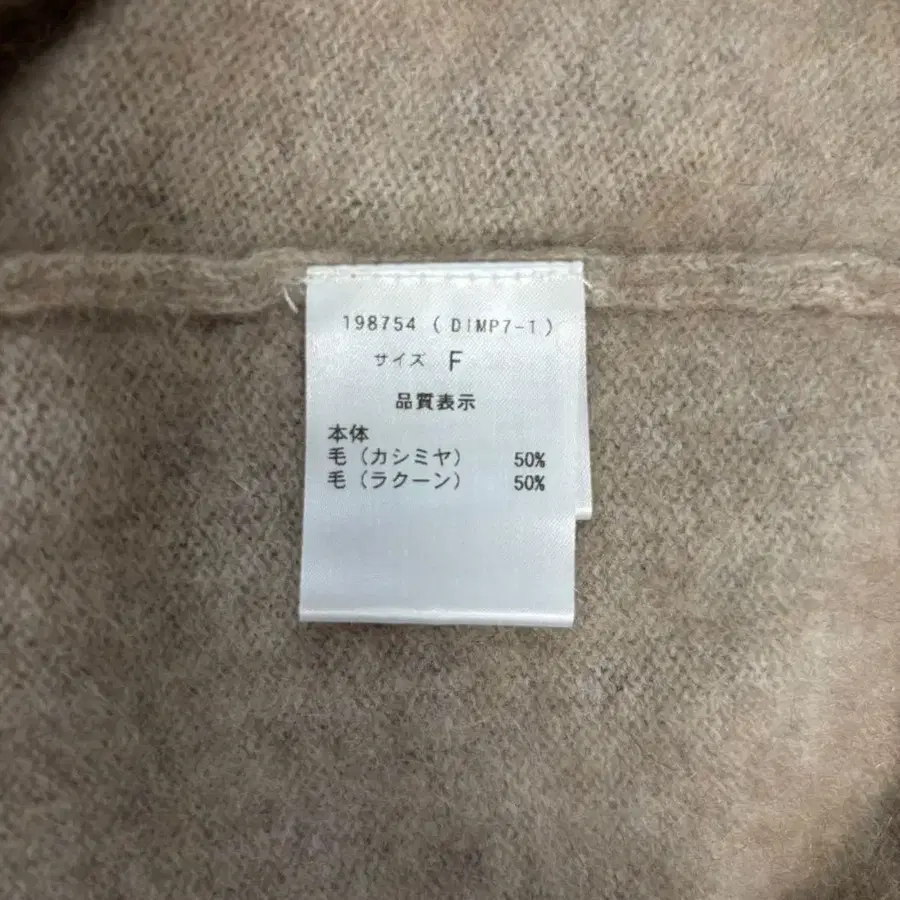 198754 ( DIMP7-1 )
サイズ F
品質表示
本体
毛（カシミヤ） 50%
毛（ラクーン） 50%